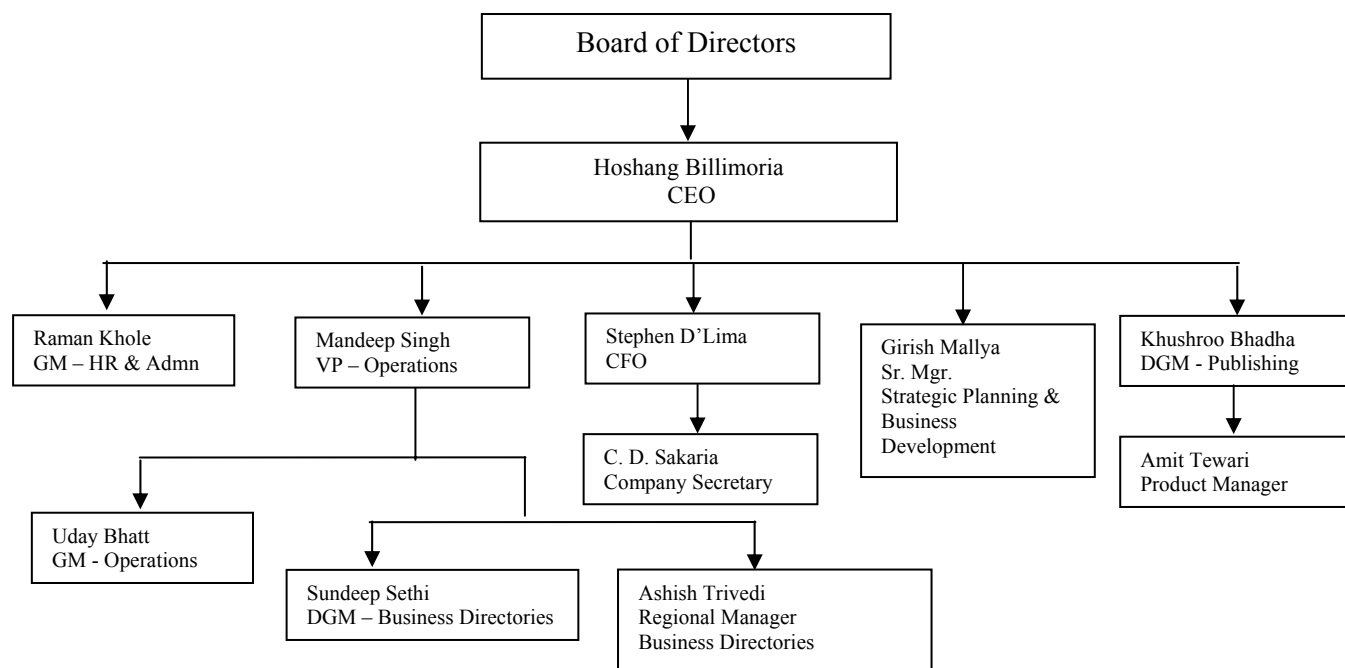 Board of Directors
Hoshang Billimoria
CEO
Raman Khole
GM – HR & Admn
Mandeep Singh
VP – Operations
Stephen D’Lima
CFO
Girish Mallya
Sr. Mgr.
Strategic Planning &
Business
Development
Khushroo Bhadha
DGM - Publishing
C. D. Sakaria
Company Secretary
Amit Tewari
Product Manager
Uday Bhatt
GM - Operations
Sundeep Sethi
DGM – Business Directories
Ashish Trivedi
Regional Manager
Business Directories